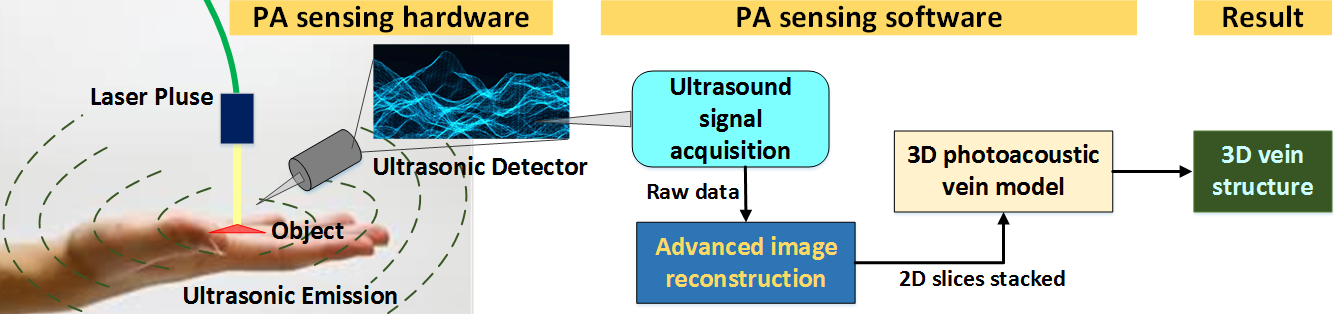 PA sensing hardware
PA sensing software
Result
Laser Pluse
Ultrasonic Detector
Object
Ultrasonic Emission
Ultrasound
signal
acquisition
Raw data
Advanced image
reconstruction
2D slices stacked
3D photoacoustic
vein model
3D vein
structure